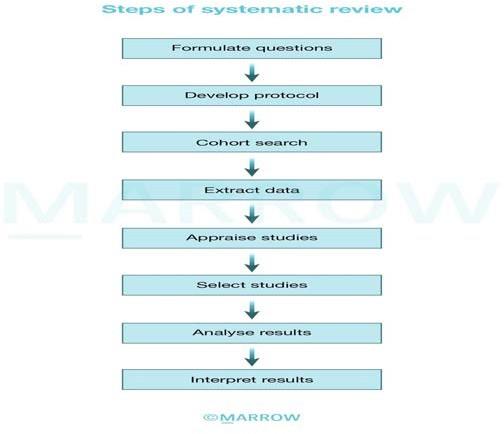 Steps of systematic review
Formulate questions
Develop protocol
Cohort search
Extract data
MARROW
Appraise studies
Select studies
Analyse results
Interpret results
©MARROW